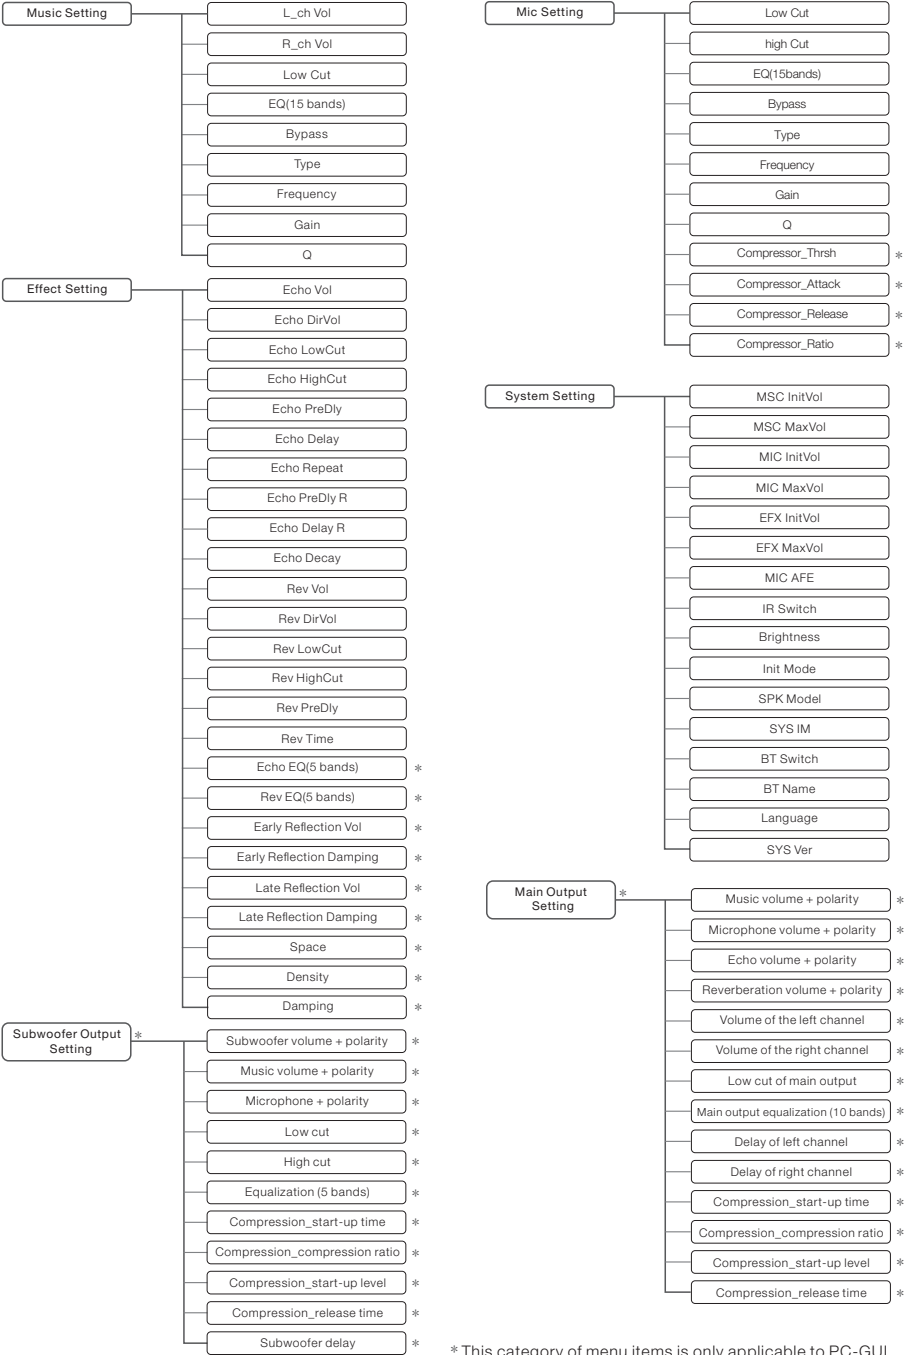 Music Setting
L_ch Vol
R_ch Vol
Low Cut
EQ(15 bands)
Bypass
Type
Frequency
Gain
Q
Effect Setting
Echo Vol
Echo DirVol
Echo LowCut
Echo HighCut
Echo PreDly
Echo Delay
Echo Repeat
Echo PreDly R
Echo Delay R
Echo Decay
Rev Vol
Rev DirVol
Rev LowCut
Rev HighCut
Rev PreDly
Rev Time
Echo EQ(5 bands) *
Rev EQ(5 bands) *
Early Reflection Vol *
Early Reflection Damping *
Late Reflection Vol *
Late Reflection Damping *
Space *
Density *
Damping *
Subwoofer Output *
Setting
Subwoofer volume + polarity *
Music volume + polarity *
Microphone + polarity *
Low cut *
High cut *
Equalization (5 bands) *
Compression_start-up time *
Compression_compression ratio *
Compression_start-up level *
Compression_release time *
Subwoofer delay *
Mic Setting
Low Cut
high Cut
EQ(15bands)
Bypass
Type
Frequency
Gain
Q
Compressor_Thrsh *
Compressor_Attack *
Compressor_Release *
Compressor_Ratio *
System Setting
MSC InitVol
MSC MaxVol
MIC InitVol
MIC MaxVol
EFX InitVol
EFX MaxVol
MIC AFE
IR Switch
Brightness
Init Mode
SPK Model
SYS IM
BT Switch
BT Name
Language
SYS Ver
Main Output *
Setting
Music volume + polarity *
Microphone volume + polarity *
Echo volume + polarity *
Reverberation volume + polarity *
Volume of the left channel *
Volume of the right channel *
Low cut of main output *
Main output equalization (10 bands) *
Delay of left channel *
Delay of right channel *
Compression_start-up time *
Compression_compression ratio *
Compression_start-up level *
Compression_release time *
* This category of menu items is only applicable to PC-GUI